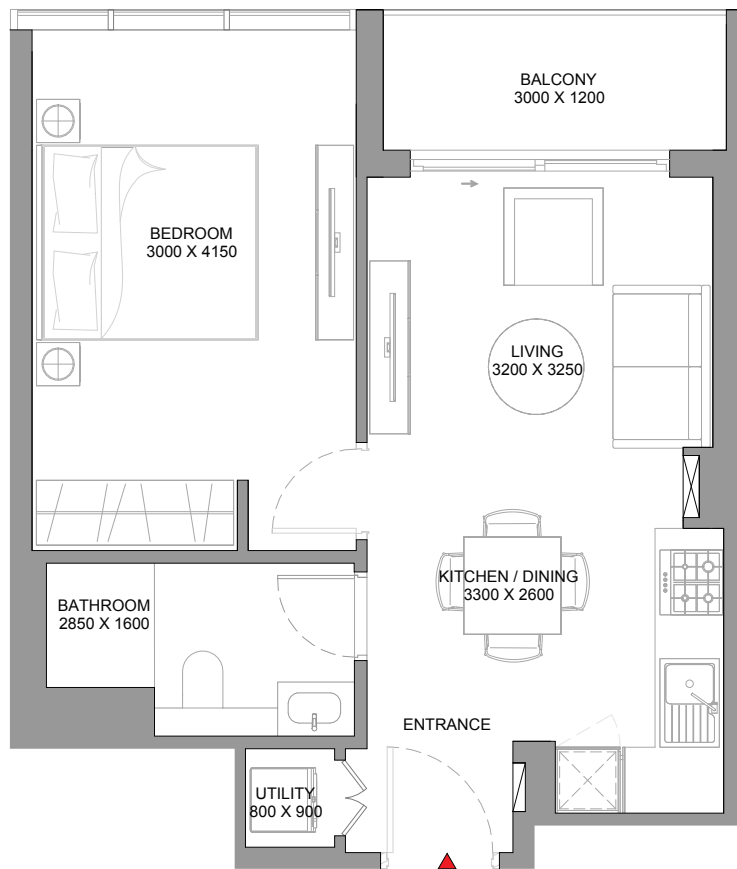 BALCONY
3000 X 1200
BEDROOM
3000 X 4150
LIVING
3200 X 3250
KITCHEN / DINING
3300 X 2600
BATHROOM
2850 X 1600
ENTRANCE
UTILITY
800 X 900